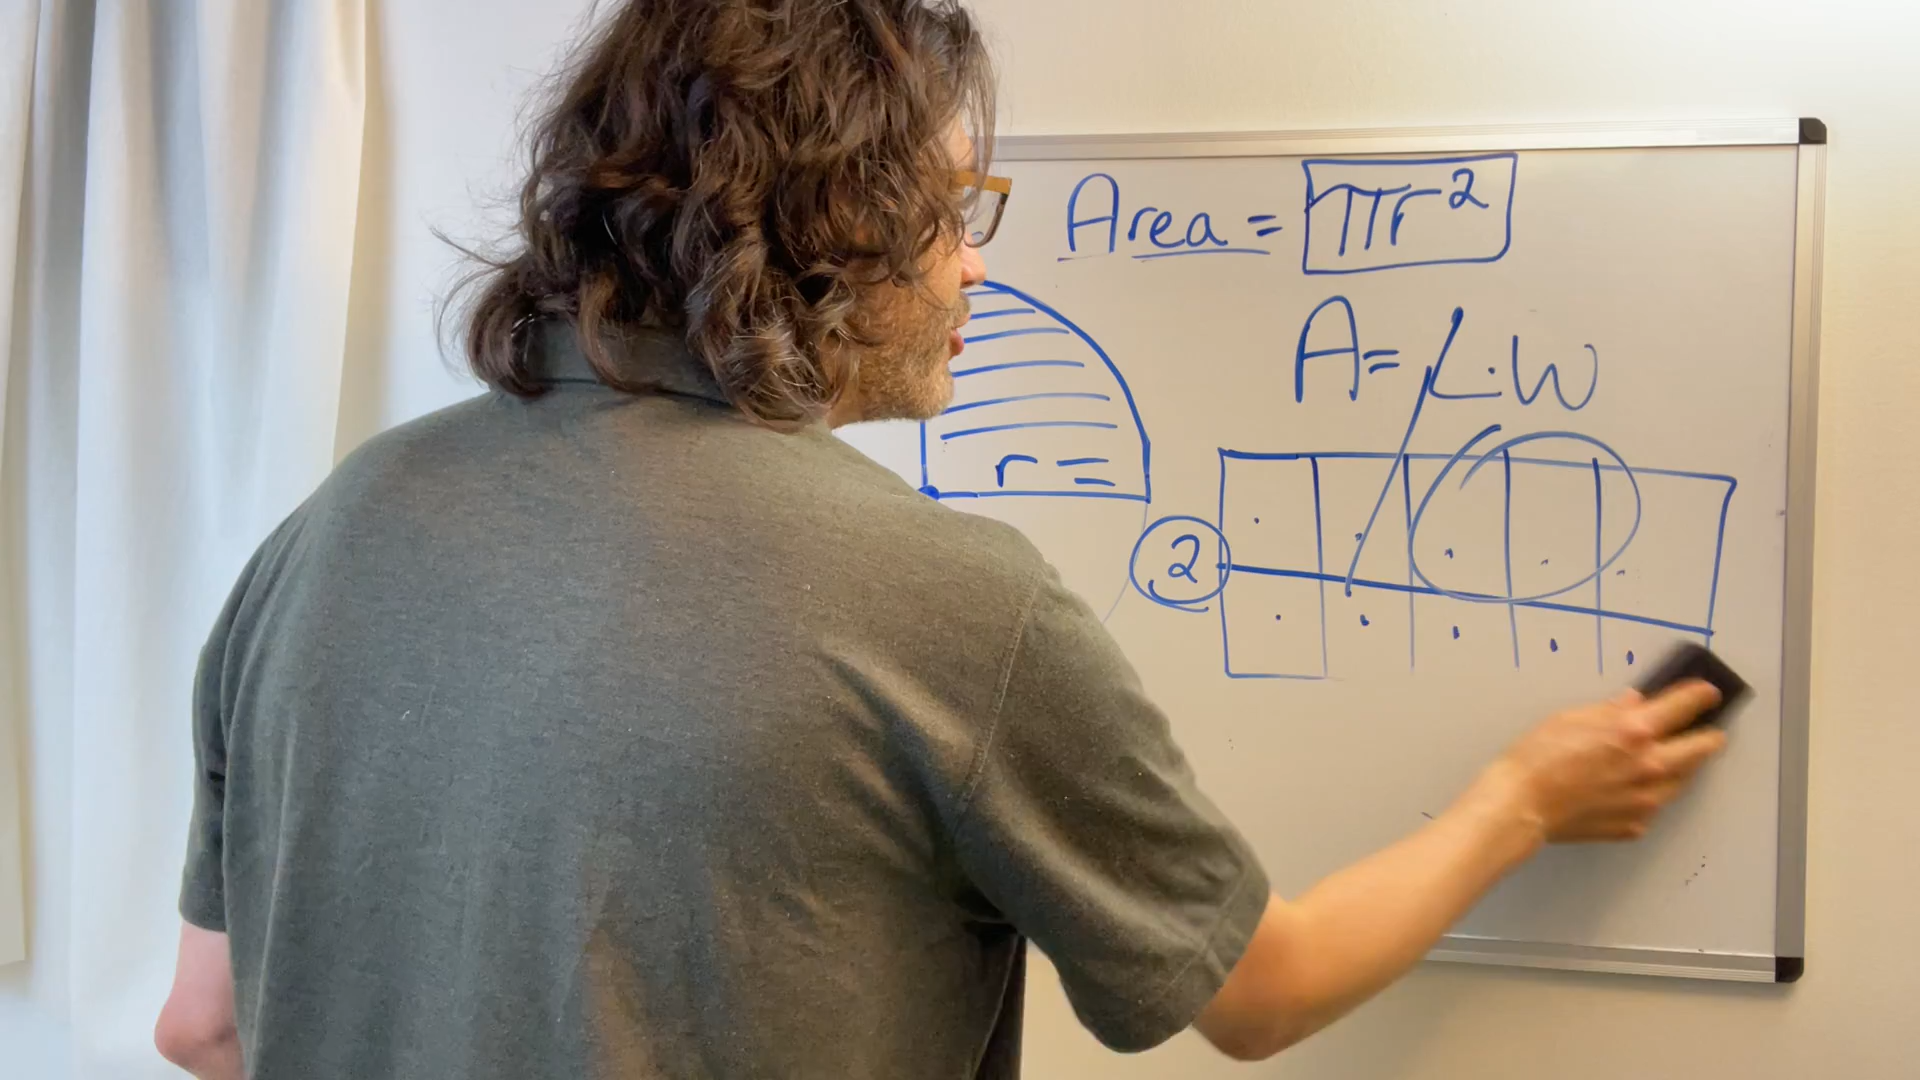 Area = πr²
A = L·W
r =
2